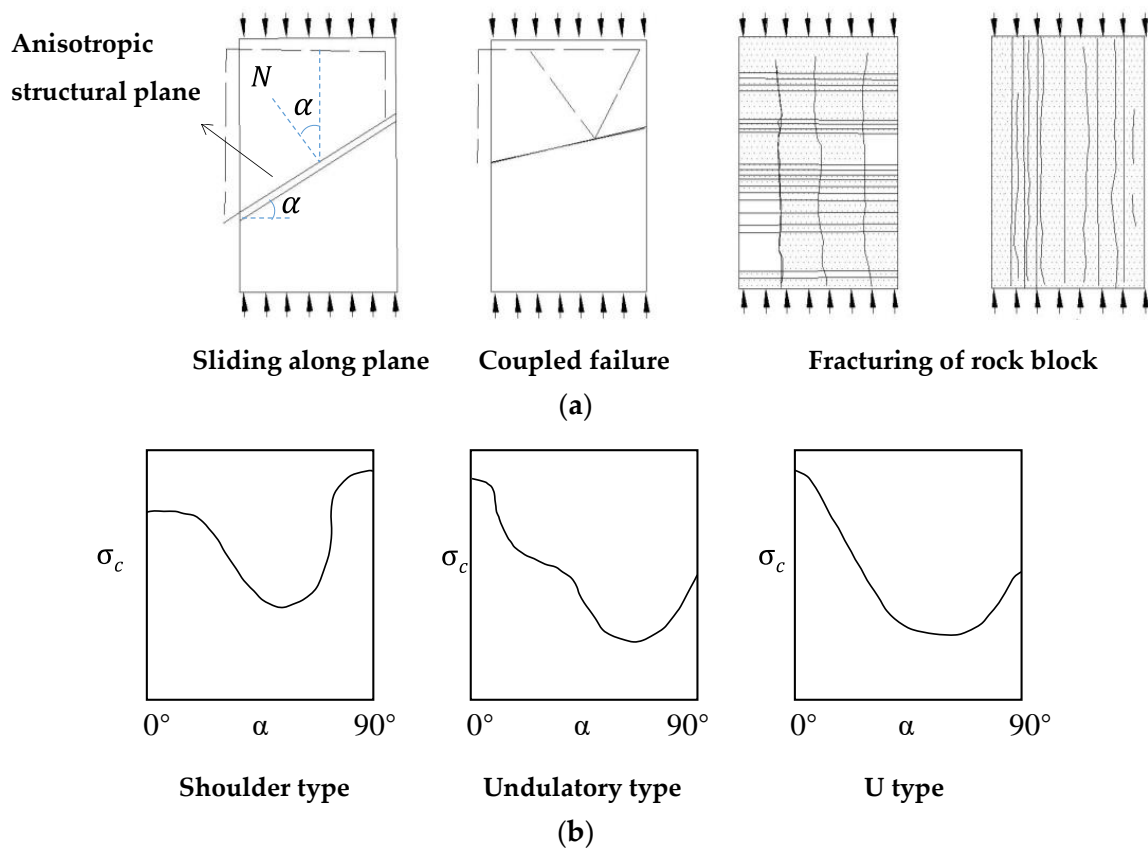 Anisotropic
structural plane
N
α
α
Sliding along plane
Coupled failure
Fracturing of rock block
(a)
σc
σc
σc
0° α 90°
0° α 90°
0° α 90°
Shoulder type
Undulatory type
U type
(b)